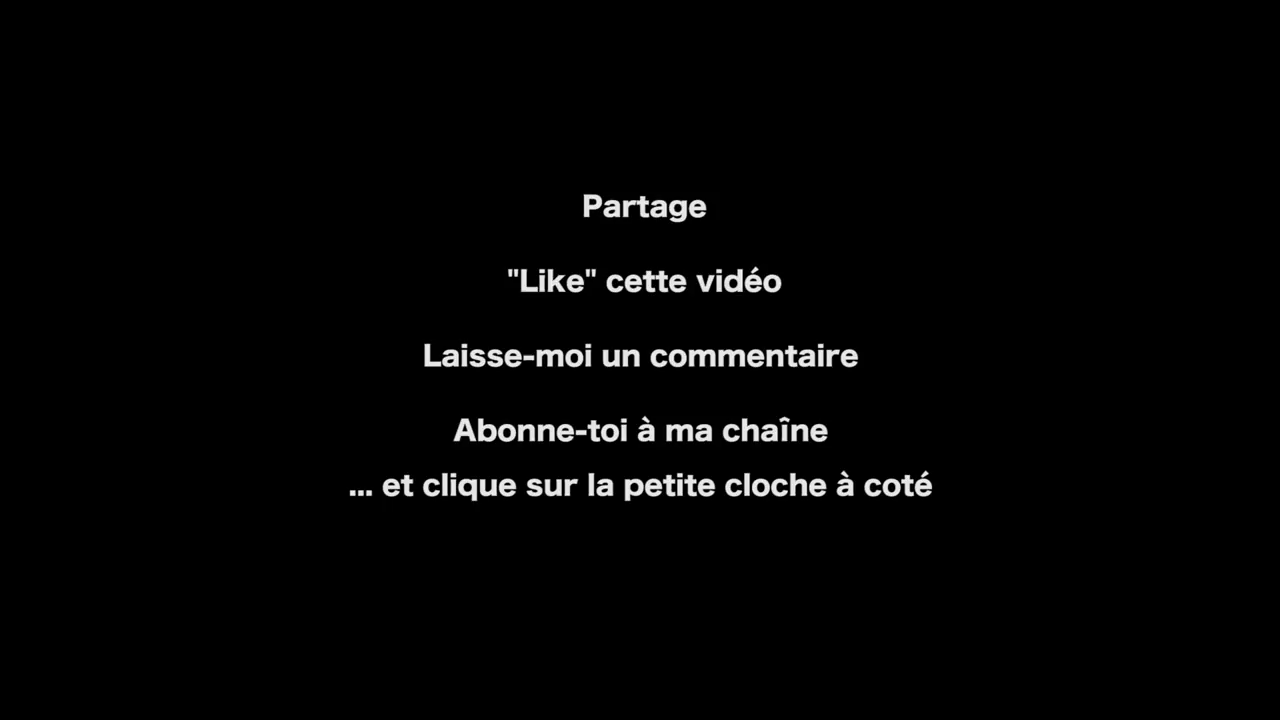 Partage
"Like" cette vidéo
Laisse-moi un commentaire
Abonne-toi à ma chaîne
... et clique sur la petite cloche à coté